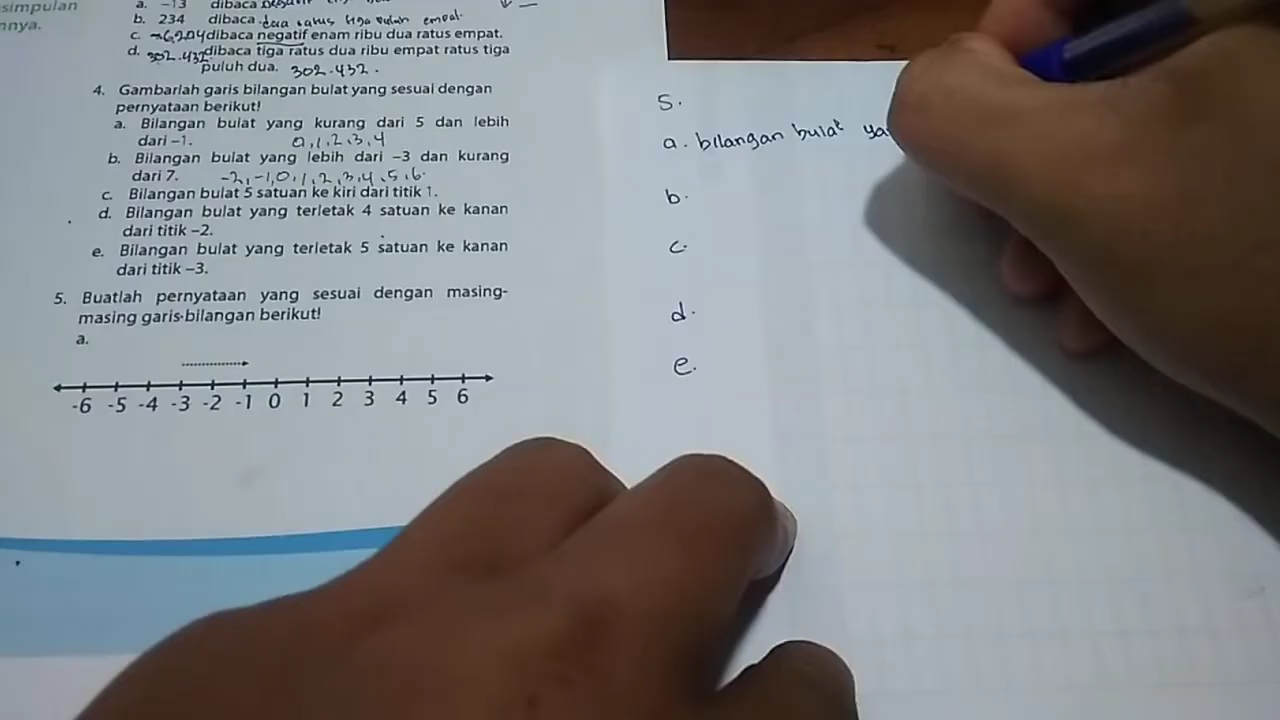 simpulan
nnya.
a. −13 dibaca
b. 234 dibaca dua ratus tiga puluh empat.
c. -6204 dibaca negatif enam ribu dua ratus empat.
d. 302.432 dibaca tiga ratus dua ribu empat ratus tiga
puluh dua. 302.432.
4. Gambarlah garis bilangan bulat yang sesuai dengan
pernyataan berikut!
a. Bilangan bulat yang kurang dari 5 dan lebih
dari −1. 0,1,2,3,4
b. Bilangan bulat yang lebih dari −3 dan kurang
dari 7. -2,-1,0,1,2,3,4,5,6.
c. Bilangan bulat 5 satuan ke kiri dari titik 1.
d. Bilangan bulat yang terletak 4 satuan ke kanan
dari titik −2.
e. Bilangan bulat yang terletak 5 satuan ke kanan
dari titik −3.
5. Buatlah pernyataan yang sesuai dengan masing-
masing garis bilangan berikut!
a.
-6 -5 -4 -3 -2 -1 0 1 2 3 4 5 6
5.
a. bilangan bulat ya
b.
c.
d.
e.